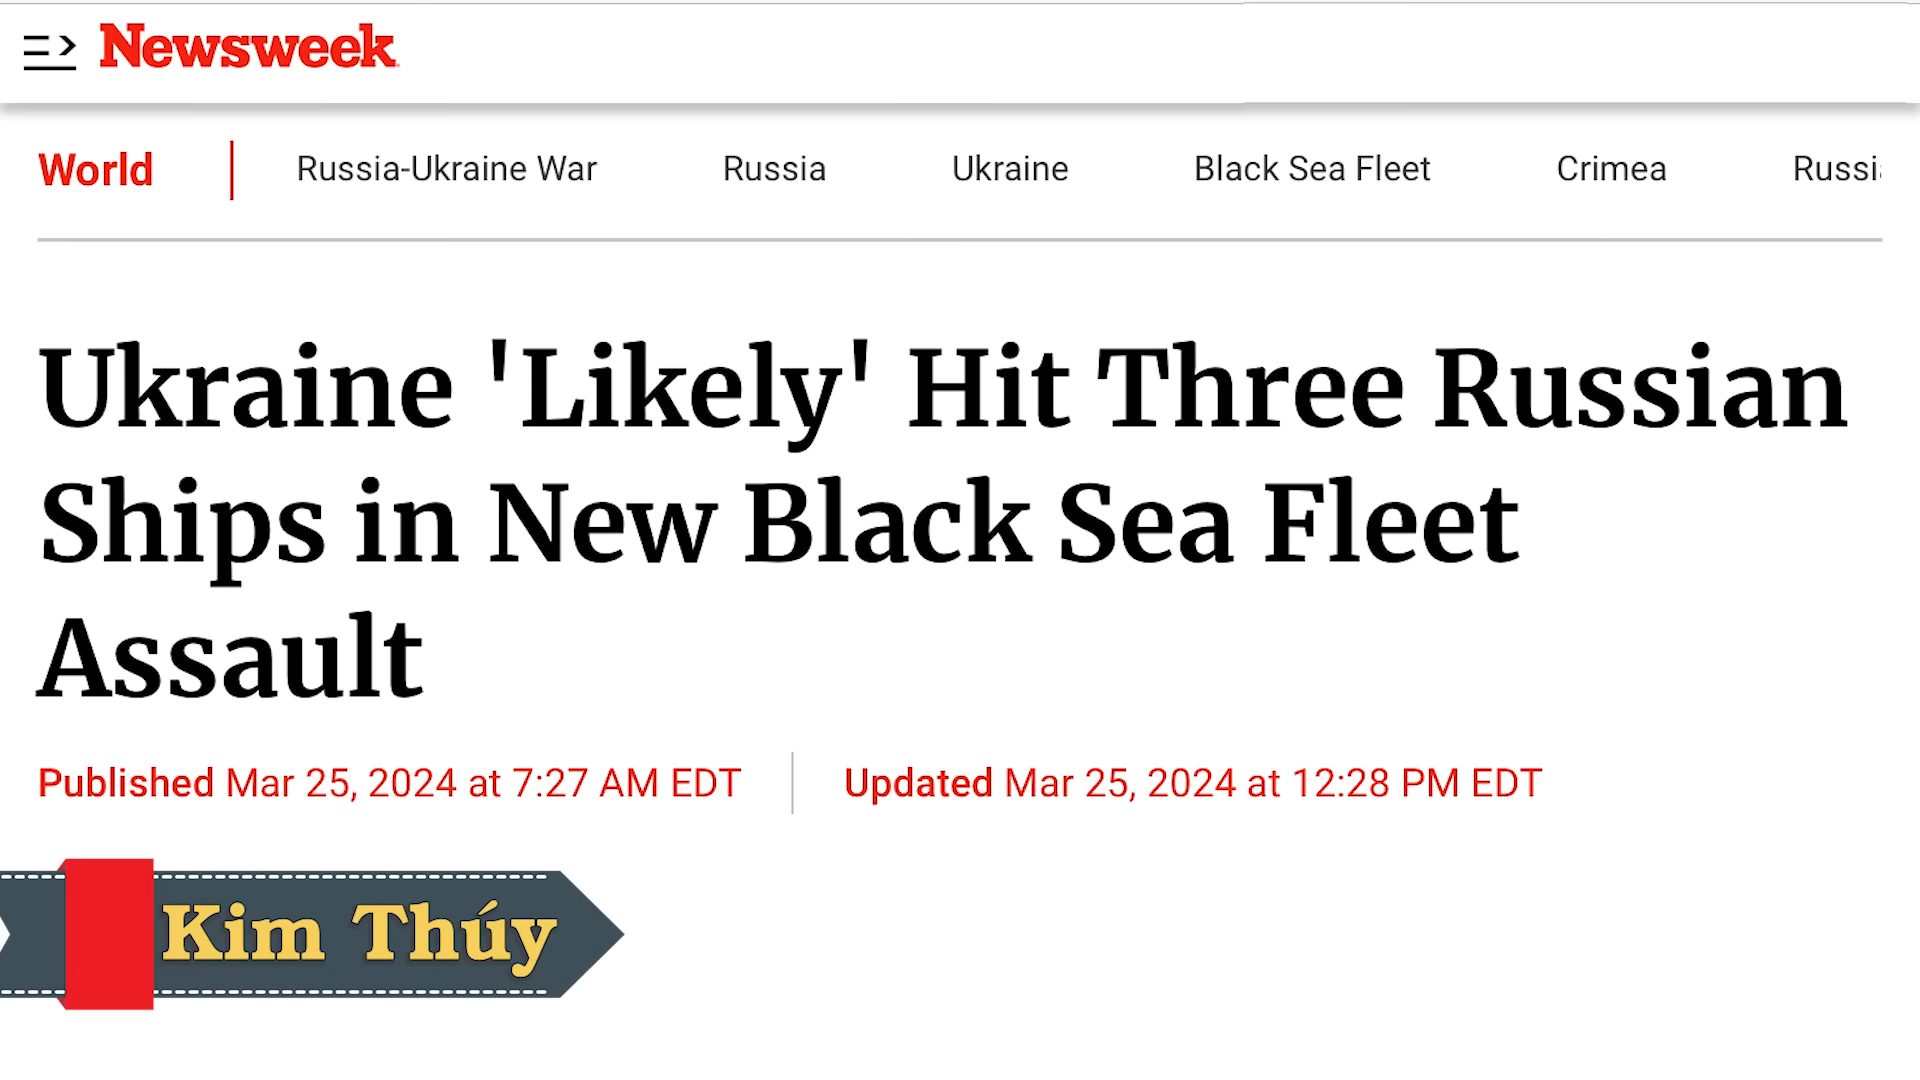 Newsweek
World Russia-Ukraine War Russia Ukraine Black Sea Fleet Crimea Russi
Ukraine 'Likely' Hit Three Russian
Ships in New Black Sea Fleet
Assault
Published Mar 25, 2024 at 7:27 AM EDT Updated Mar 25, 2024 at 12:28 PM EDT
Kim Thúy